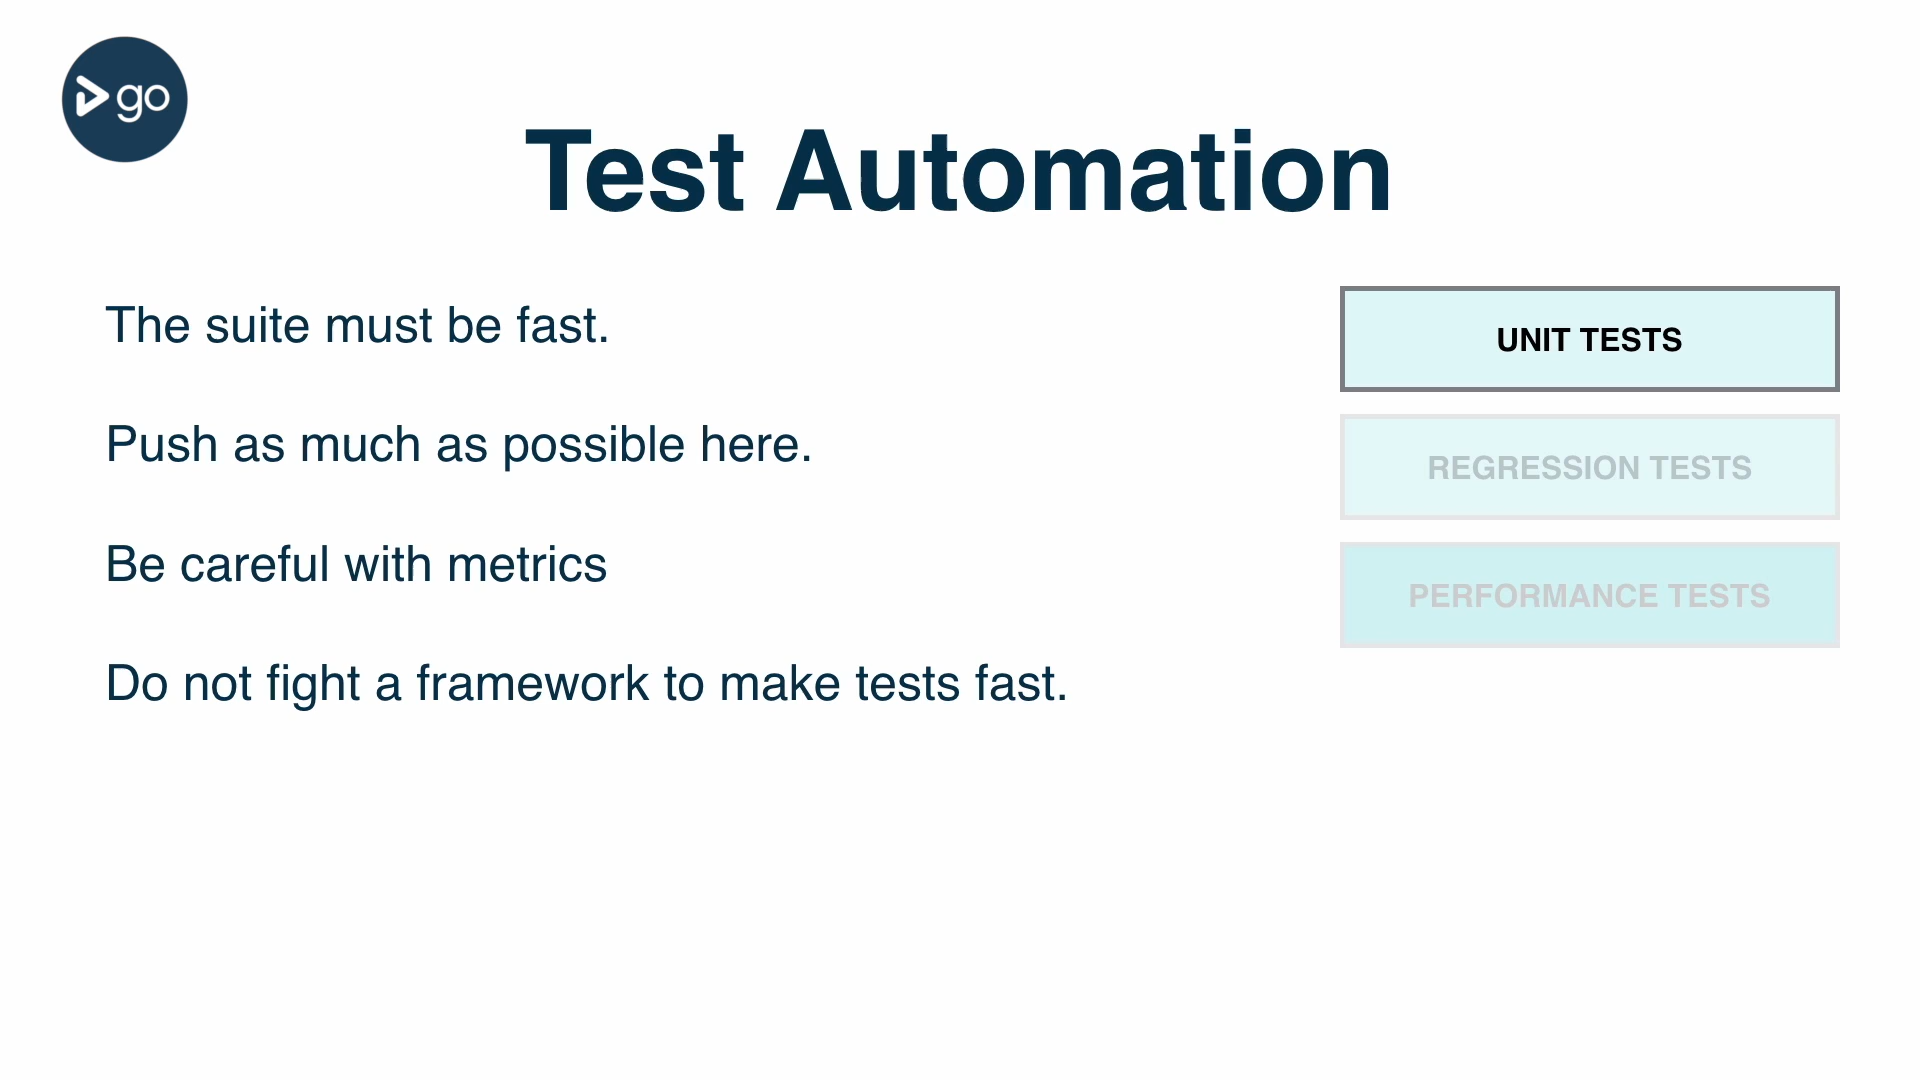 go
Test Automation
The suite must be fast.
Push as much as possible here.
Be careful with metrics
Do not fight a framework to make tests fast.
UNIT TESTS
REGRESSION TESTS
PERFORMANCE TESTS